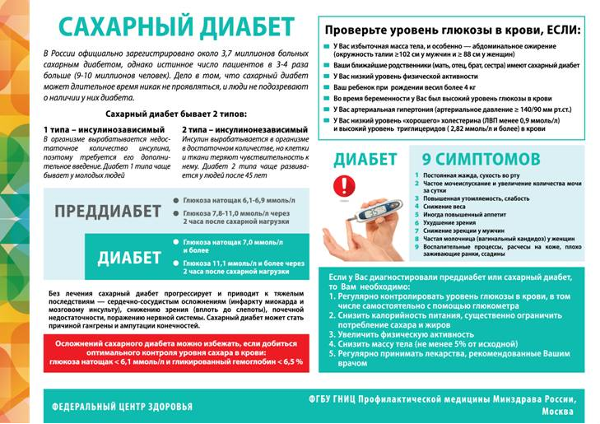 САХАРНЫЙ ДИАБЕТ
В России официально зарегистрировано около 3,7 миллионов больных
сахарным диабетом, однако истинное число пациентов в 3-4 раза
больше (9-10 миллионов человек). Дело в том, что сахарный диабет
может длительное время никак не проявляться, и люди не подозревают
о наличии у них диабета.
Сахарный диабет бывает 2 типов:
1 типа – инсулинозависимый
В организме вырабатывается недос-
таточное количество инсулина,
поэтому требуется его дополни-
тельное введение. Диабет 1 типа чаще
бывает у молодых людей
2 типа – инсулинонезависимый
Инсулин вырабатывается в организме
в достаточном количестве, но клетки
и ткани теряют чувствительность к
нему. Диабет 2 типа чаще развива-
ется у людей после 45 лет
ПРЕДДИАБЕТ
Глюкоза натощак 6,1-6,9 ммоль/л
Глюкоза 7,8-11,0 ммоль/л через
2 часа после сахарной нагрузки
ДИАБЕТ
Глюкоза натощак 7,0 ммоль/л
и более
Глюкоза 11,1 ммоль/л и более через
2 часа после сахарной нагрузки
Без лечения сахарный диабет прогрессирует и приводит к тяжелым
последствиям — сердечно-сосудистым осложнениям (инфаркту миокарда и
мозговому инсульту), снижению зрения (вплоть до слепоты), почечной
недостаточности, поражению нервной системы. Сахарный диабет может стать
причиной гангрены и ампутации конечностей.
Осложнений сахарного диабета можно избежать, если добиться
оптимального контроля уровня сахара в крови:
глюкоза натощак < 6,1 ммоль/л и гликированный гемоглобин < 6,5 %
Проверьте уровень глюкозы в крови, ЕСЛИ:
У Вас избыточная масса тела, и особенно — абдоминальное ожирение
(окружность талии ≥102 см у мужчин и ≥ 88 см у женщин)
Ваши ближайшие родственники (мать, отец, брат, сестра) имеют сахарный диабет
У Вас низкий уровень физической активности
Ваш ребенок при рождении весил более 4 кг
Во время беременности у Вас был высокий уровень глюкозы в крови
У Вас артериальная гипертония (артериальное давление ≥ 140/90 мм рт.ст.)
У Вас низкий уровень «хорошего» холестерина (ЛВП менее 0,9 ммоль/л)
и высокий уровень триглицеридов ( 2,82 ммоль/л и более) в крови
ДИАБЕТ
9 СИМПТОМОВ
1 Постоянная жажда, сухость во рту
2 Частое мочеиспускание и увеличение количества мочи
за сутки
3 Повышенная утомляемость, слабость
4 Снижение веса
5 Иногда повышенный аппетит
6 Ухудшение зрения
7 Снижение эрекции у мужчин
8 Частая молочница (вагинальный кандидоз) у женщин
9 Воспалительные процессы, расчесы на коже, плохо
заживающие ранки, ссадины
Если у Вас диагностировали преддиабет или сахарный диабет,
то Вам необходимо:
1. Регулярно контролировать уровень глюкозы в крови, в том
числе самостоятельно с помощью глюкометра
2. Снизить калорийность питания, существенно ограничить
потребление сахара и жиров
3. Увеличить физическую активность
4. Снизить массу тела (не менее 5% от исходной)
5. Регулярно принимать лекарства, рекомендованные Вашим
врачом
ФЕДЕРАЛЬНЫЙ ЦЕНТР ЗДОРОВЬЯ
ФГБУ ГНИЦ Профилактической медицины Минздрава России,
Москва